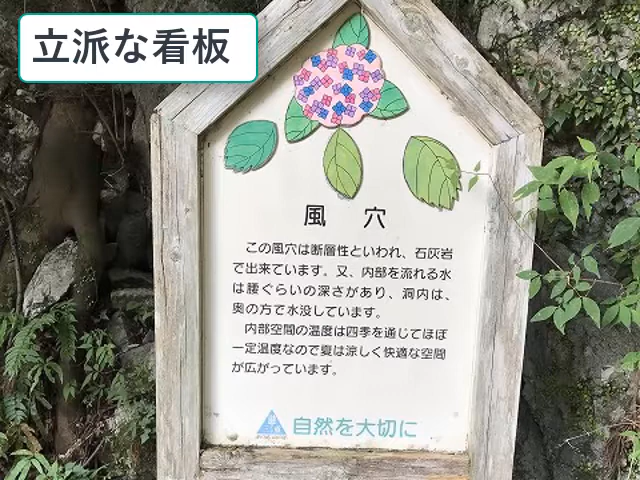 立派な看板
風穴
この風穴は断層性といわれ、石灰岩
で出来ています。又、内部を流れる水
は腰ぐらいの深さがあり、洞内は、
奥の方で水没しています。
内部空間の温度は四季を通じてほぼ
一定温度なので夏は涼しく快適な空間
が広がっています。
自然を大切に